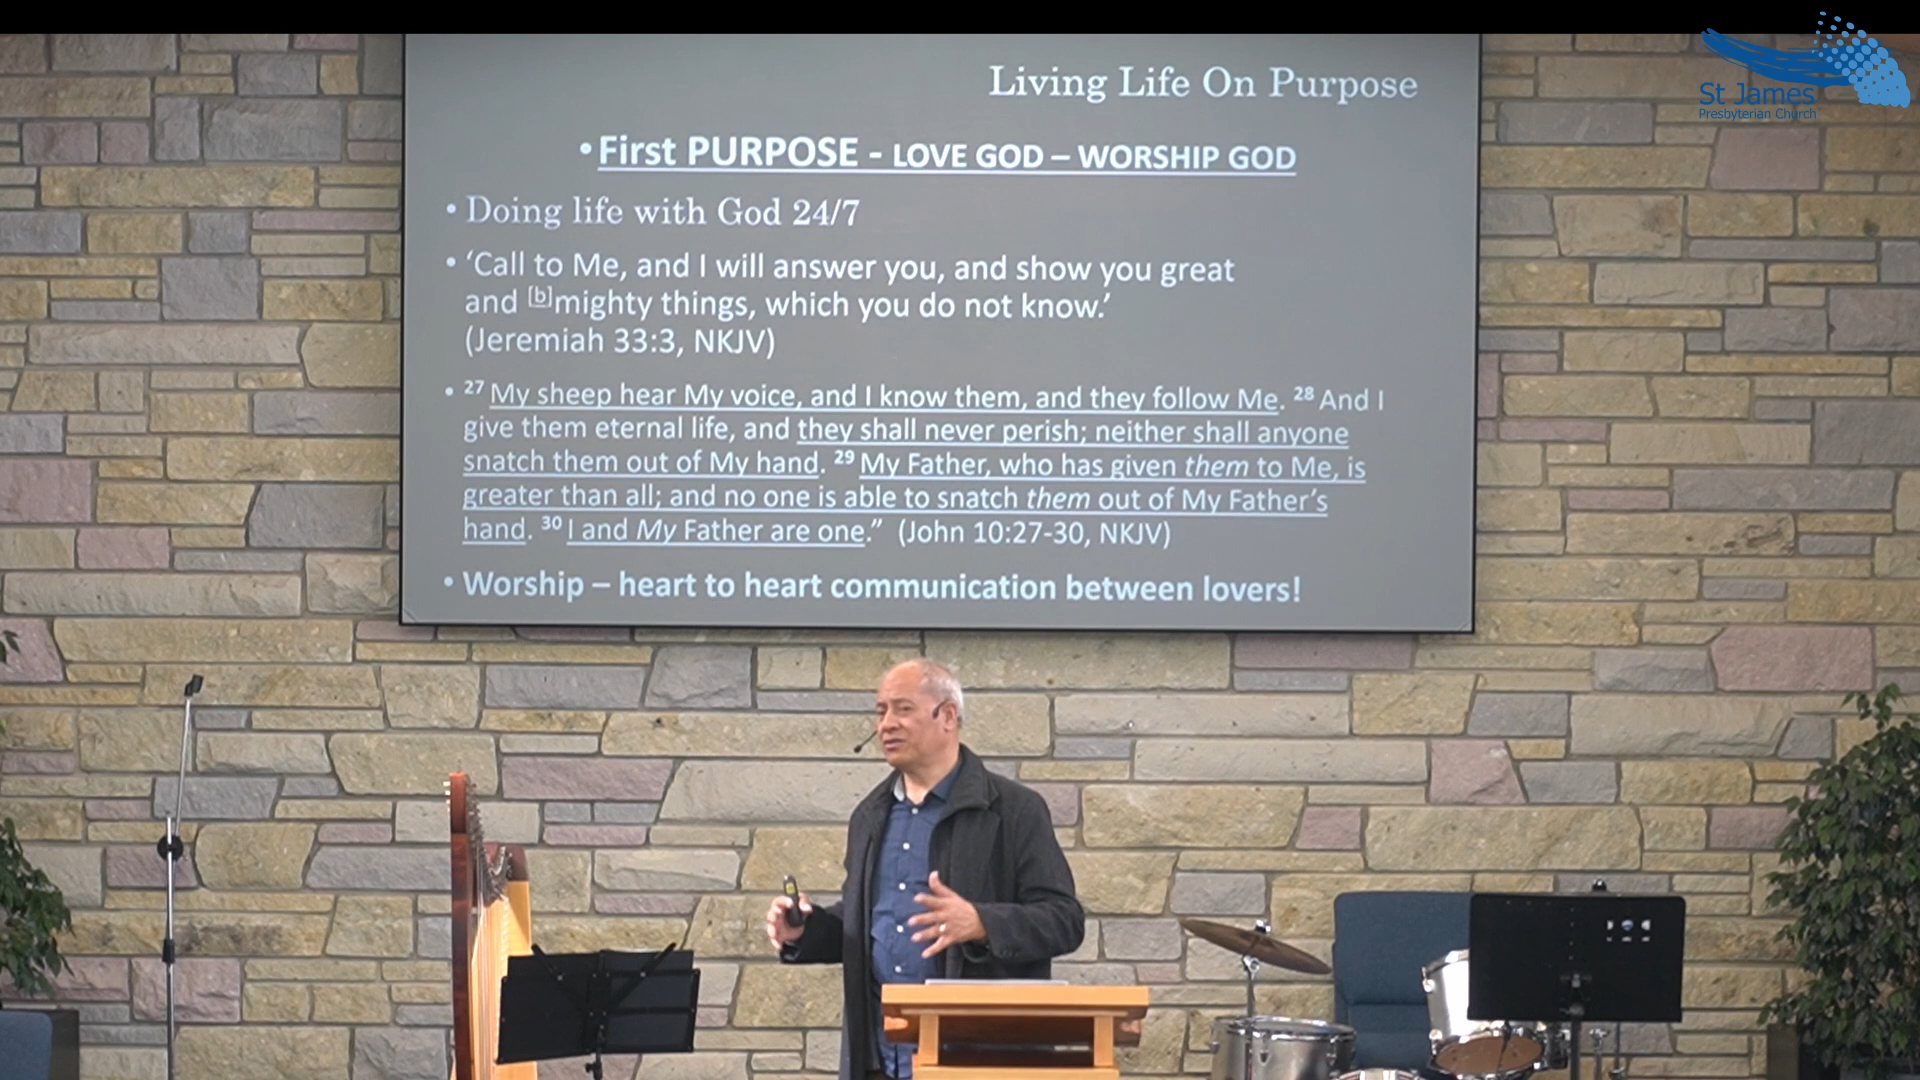 St James
Presbyterian Church
Living Life On Purpose
• First PURPOSE - LOVE GOD – WORSHIP GOD
• Doing life with God 24/7
• ‘Call to Me, and I will answer you, and show you great
and [b]mighty things, which you do not know.’
(Jeremiah 33:3, NKJV)
• 27 My sheep hear My voice, and I know them, and they follow Me. 28 And I
give them eternal life, and they shall never perish; neither shall anyone
snatch them out of My hand. 29 My Father, who has given them to Me, is
greater than all; and no one is able to snatch them out of My Father’s
hand. 30 I and My Father are one.” (John 10:27-30, NKJV)
• Worship – heart to heart communication between lovers!